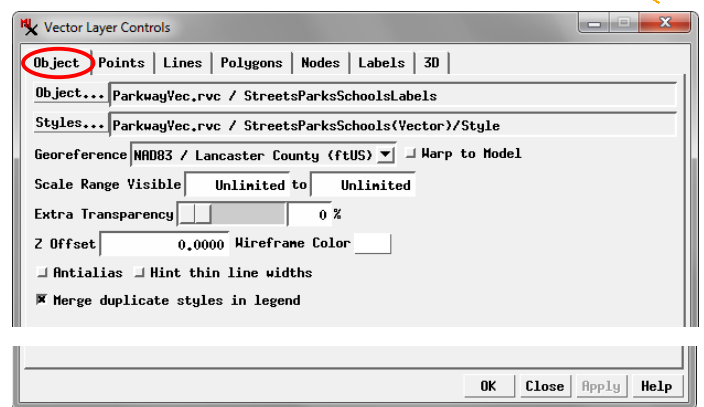 Vector Layer Controls
Object Points Lines Polygons Nodes Labels 3D
Object... ParkwayVec.rvc / StreetsParksSchoolsLabels
Styles... ParkwayVec.rvc / StreetsParksSchools(Vector)/Style
Georeference NAD83 / Lancaster County (ftUS) Warp to Model
Scale Range Visible Unlimited to Unlimited
Extra Transparency 0 %
Z Offset 0.0000 Wireframe Color
Antialias Hint thin line widths
Merge duplicate styles in legend
OK Close Apply Help